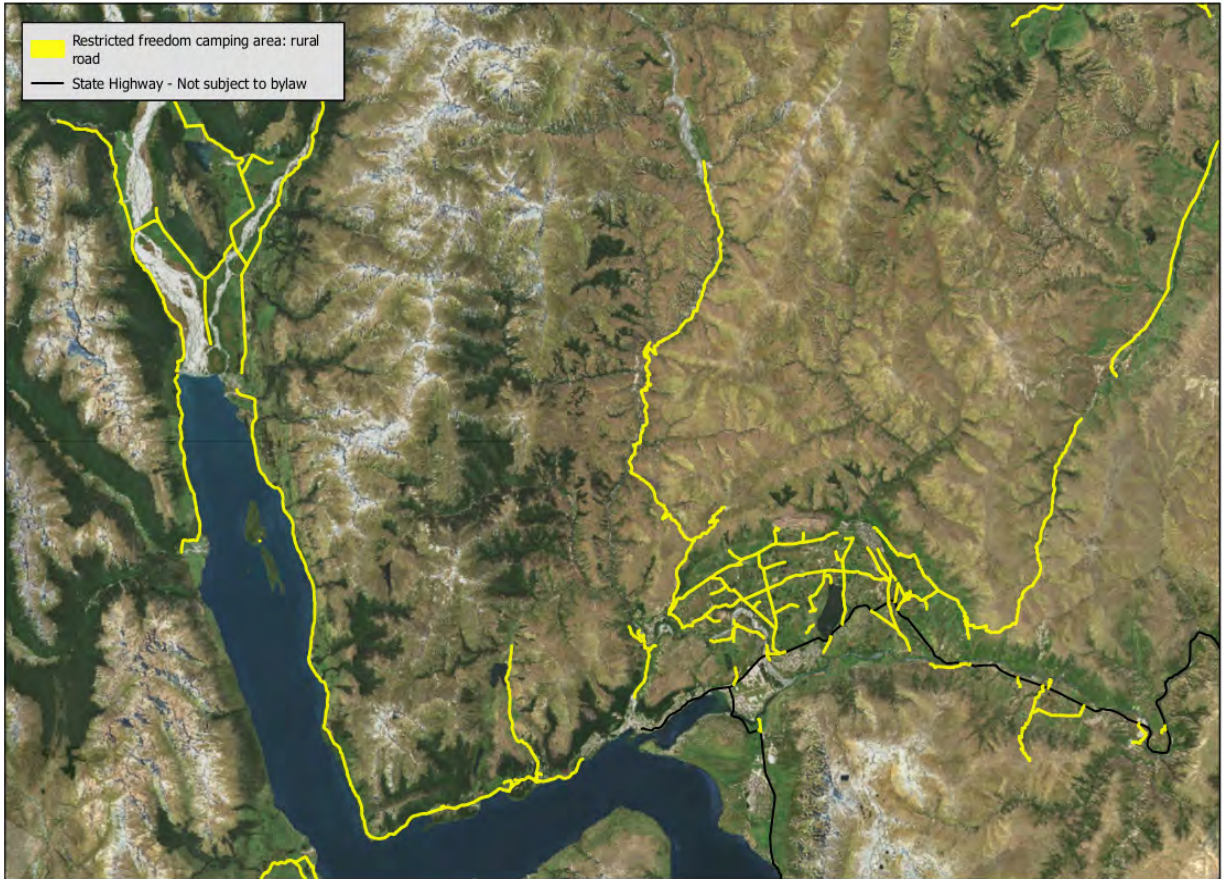 Restricted freedom camping area: rural
road
State Highway - Not subject to bylaw